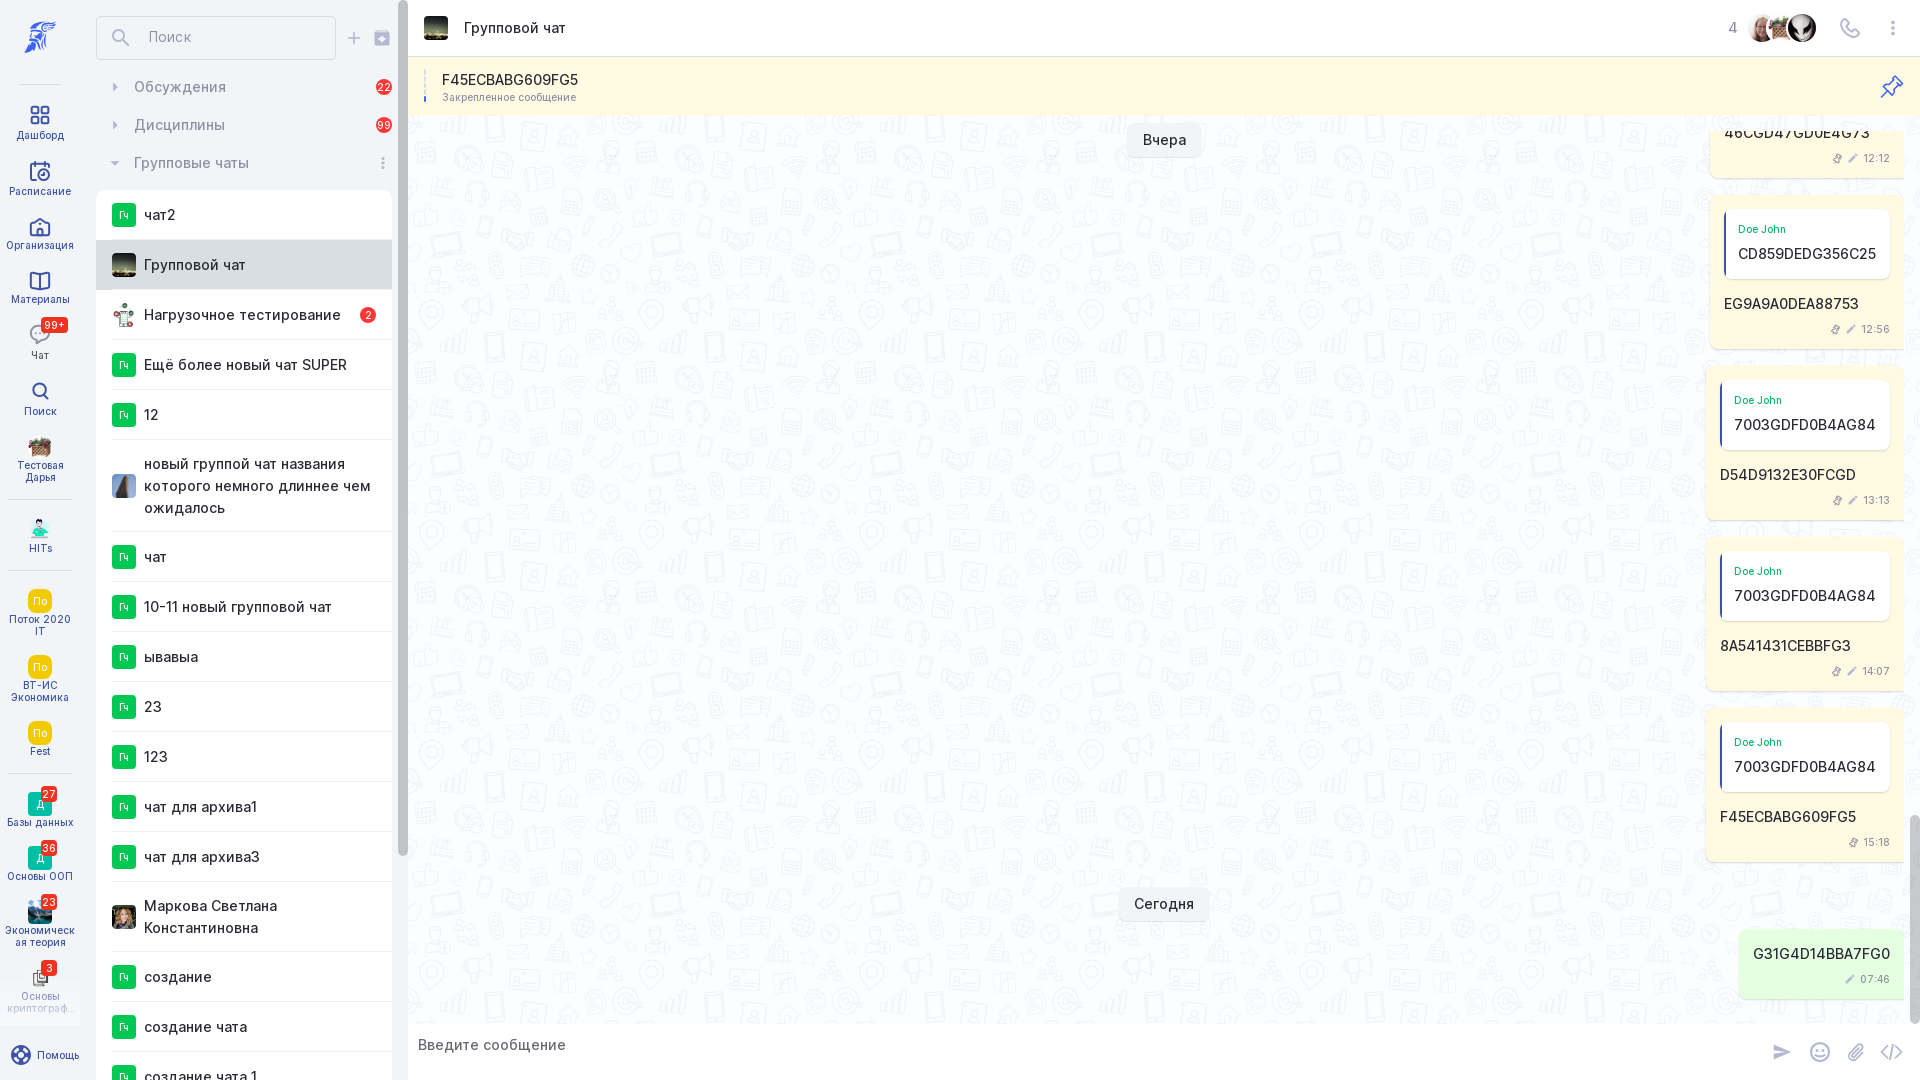 Дашборд
Расписание
Организация
Материалы
99+
Чат
Поиск
Тестовая
Дарья
HITs
По
Поток 2020
IT
По
ВТ-ИС
Экономика
По
Fest
27
Д
Базы данных
36
Д
Основы ООП
23
Экономичес
ая теория
3
Основы
криптограф...
Помощь
Поиск
Обсуждения
22
Дисциплины
99
Групповые чаты
Гч
чат2
Групповой чат
Нагрузочное тестирование
2
Гч
Ещё более новый чат SUPER
Гч
12
новый группой чат названия
которого немного длиннее чем
ожидалось
Гч
чат
Гч
10-11 новый групповой чат
Гч
ывавыа
Гч
23
Гч
123
Гч
чат для архива1
Гч
чат для архива3
Маркова Светлана
Константиновна
Гч
создание
Гч
создание чата
Гч
создание чата 1
Групповой чат
4
F45ECBABG609FG5
Закрепленное сообщение
Вчера
46CGD47GD0E4G73
12:12
Doe John
CD859DEDG356C25
EG9A9A0DEA88753
12:56
Doe John
7003GDFD0B4AG84
D54D9132E30FCGD
13:13
Doe John
7003GDFD0B4AG84
8A541431CEBBFG3
14:07
Doe John
7003GDFD0B4AG84
F45ECBABG609FG5
15:18
Сегодня
G31G4D14BBA7FG0
07:46
Введите сообщение